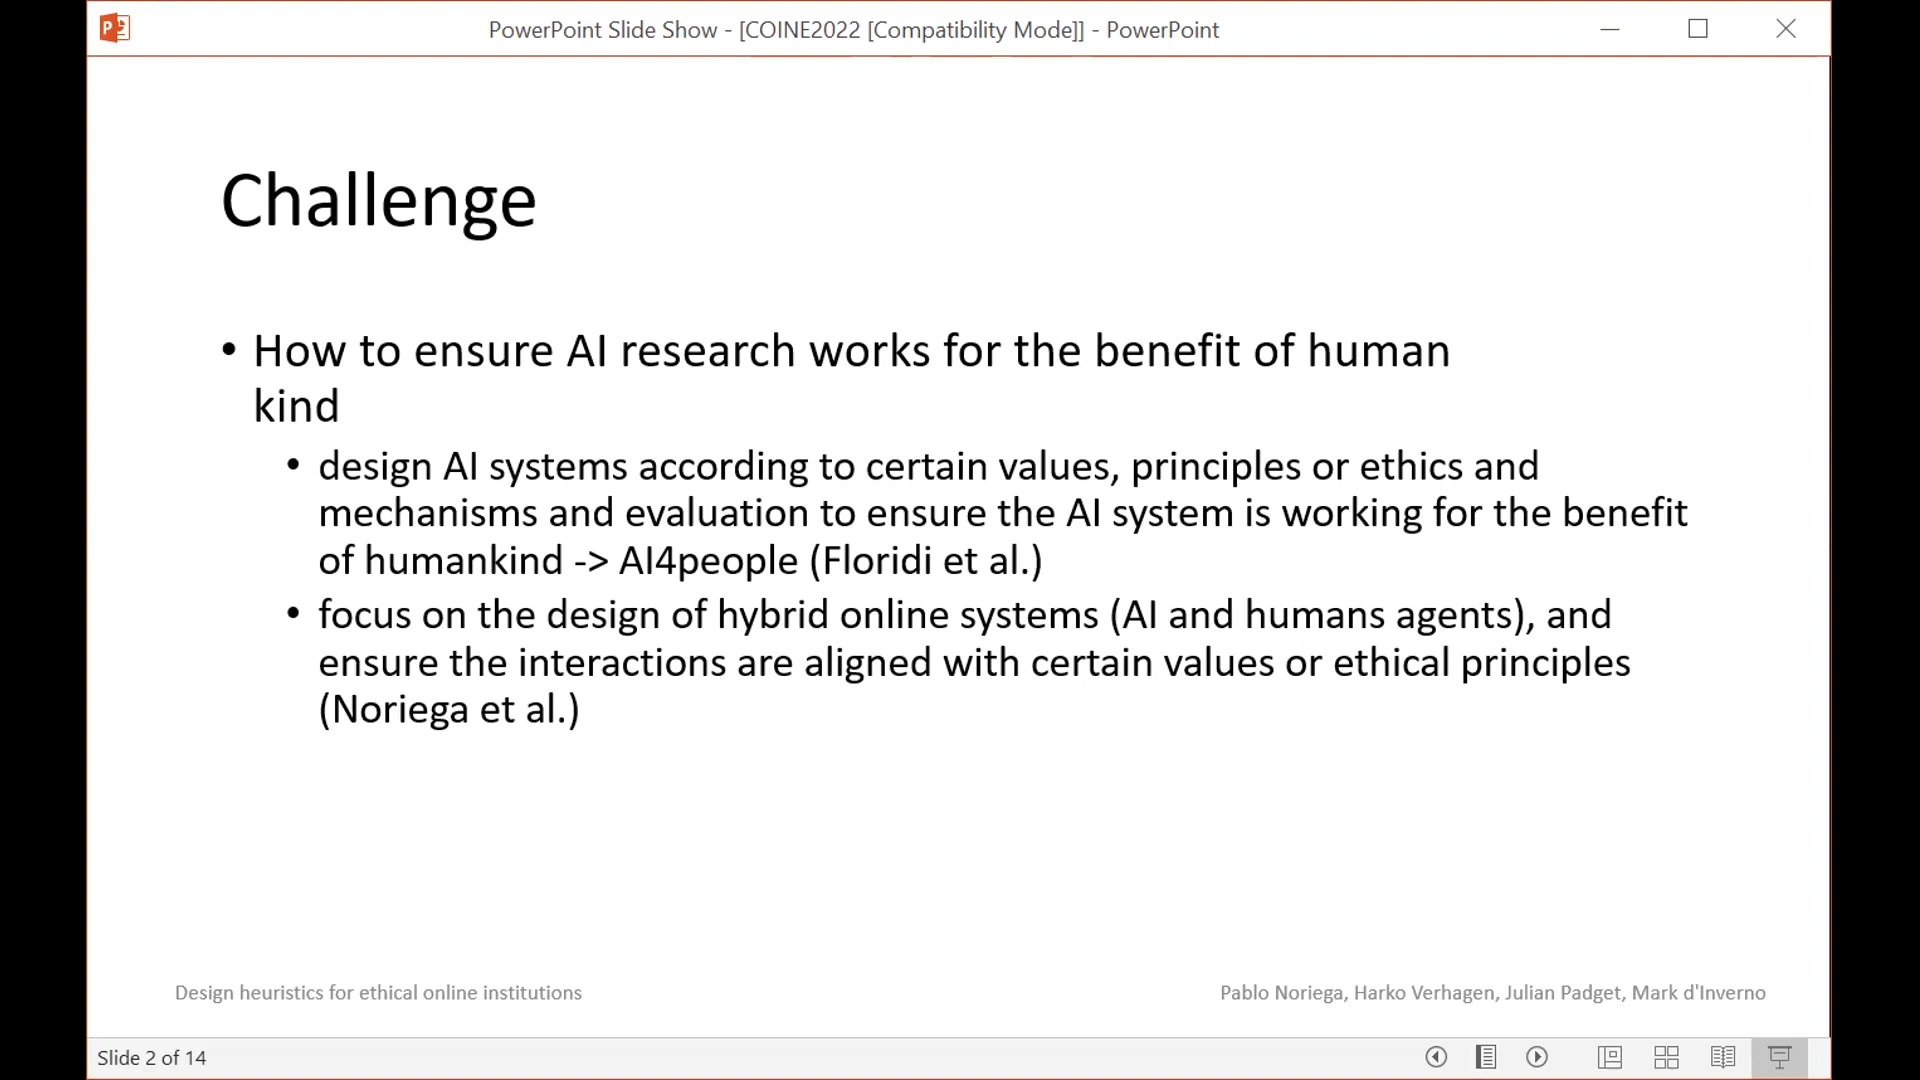 PowerPoint Slide Show - [COINE2022 [Compatibility Mode]] - PowerPoint
Challenge
• How to ensure AI research works for the benefit of human
kind
• design AI systems according to certain values, principles or ethics and
mechanisms and evaluation to ensure the AI system is working for the benefit
of humankind -> AI4people (Floridi et al.)
• focus on the design of hybrid online systems (AI and humans agents), and
ensure the interactions are aligned with certain values or ethical principles
(Noriega et al.)
Design heuristics for ethical online institutions
Pablo Noriega, Harko Verhagen, Julian Padget, Mark d'Inverno
Slide 2 of 14